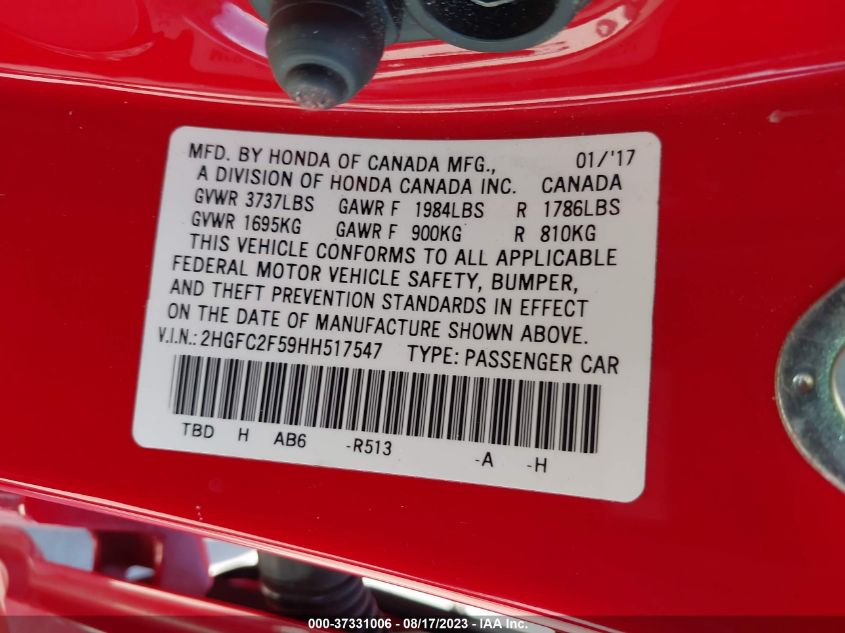 MFD. BY HONDA OF CANADA MFG., 01/'17
A DIVISION OF HONDA CANADA INC. CANADA
GVWR 3737LBS GAWR F 1984LBS R 1786LBS
GVWR 1695KG GAWR F 900KG R 810KG
THIS VEHICLE CONFORMS TO ALL APPLICABLE
FEDERAL MOTOR VEHICLE SAFETY, BUMPER,
AND THEFT PREVENTION STANDARDS IN EFFECT
ON THE DATE OF MANUFACTURE SHOWN ABOVE.
V.I.N.: 2HGFC2F59HH517547 TYPE: PASSENGER CAR
TBD H AB6 -R513 -A -H
000-37331006 - 08/17/2023 - IAA Inc.